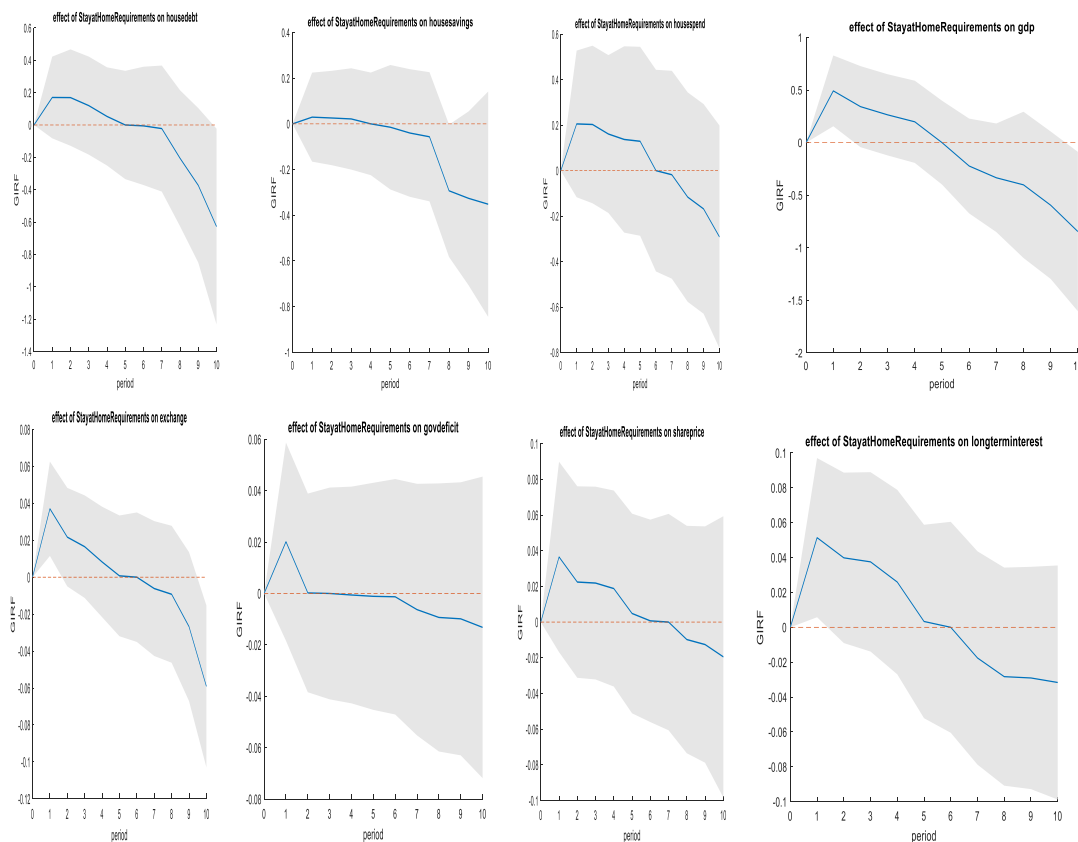 effect of StayatHomeRequirements on housedebt
0.6
0.4
0.2
0
-0.2
-0.4
-0.6
-0.8
-1
-1.2
-1.4
GIRF
0 1 2 3 4 5 6 7 8 9 10
period
effect of StayatHomeRequirements on housesavings
0.4
0.2
0
-0.2
-0.4
-0.6
-0.8
-1
GIRF
0 1 2 3 4 5 6 7 8 9 10
period
effect of StayatHomeRequirements on housespend
0.6
0.4
0.2
0
-0.2
-0.4
-0.6
-0.8
GIRF
0 1 2 3 4 5 6 7 8 9 10
period
effect of StayatHomeRequirements on gdp
1
0.5
0
-0.5
-1
-1.5
-2
GIRF
0 1 2 3 4 5 6 7 8 9 1
period
effect of StayatHomeRequirements on exchange
0.08
0.06
0.04
0.02
0
-0.02
-0.04
-0.06
-0.08
-0.1
-0.12
GIRF
0 1 2 3 4 5 6 7 8 9 10
period
effect of StayatHomeRequirements on govdeficit
0.06
0.04
0.02
0
-0.02
-0.04
-0.06
-0.08
GIRF
0 1 2 3 4 5 6 7 8 9 10
period
effect of StayatHomeRequirements on shareprice
0.1
0.08
0.06
0.04
0.02
0
-0.02
-0.04
-0.06
-0.08
-0.1
GIRF
0 1 2 3 4 5 6 7 8 9 10
period
effect of StayatHomeRequirements on longterminterest
0.1
0.08
0.06
0.04
0.02
0
-0.02
-0.04
-0.06
-0.08
-0.1
GIRF
0 1 2 3 4 5 6 7 8 9 10
period